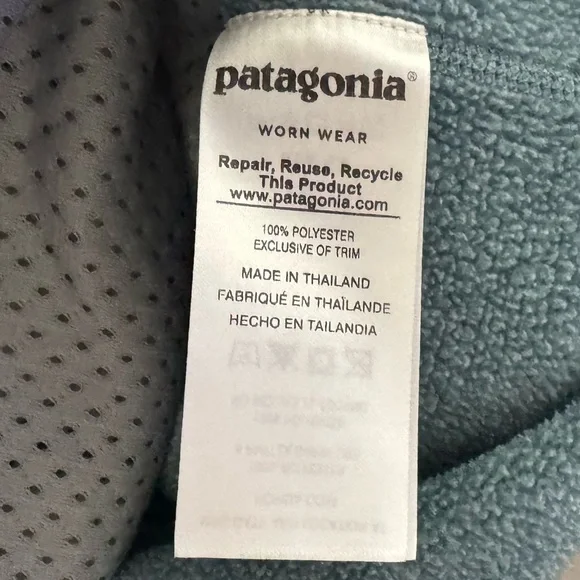 patagonia®
WORN WEAR
Repair, Reuse, Recycle
This Product
www.patagonia.com
100% POLYESTER
EXCLUSIVE OF TRIM
MADE IN THAILAND
FABRIQUÉ EN THAÏLANDE
HECHO EN TAILANDIA